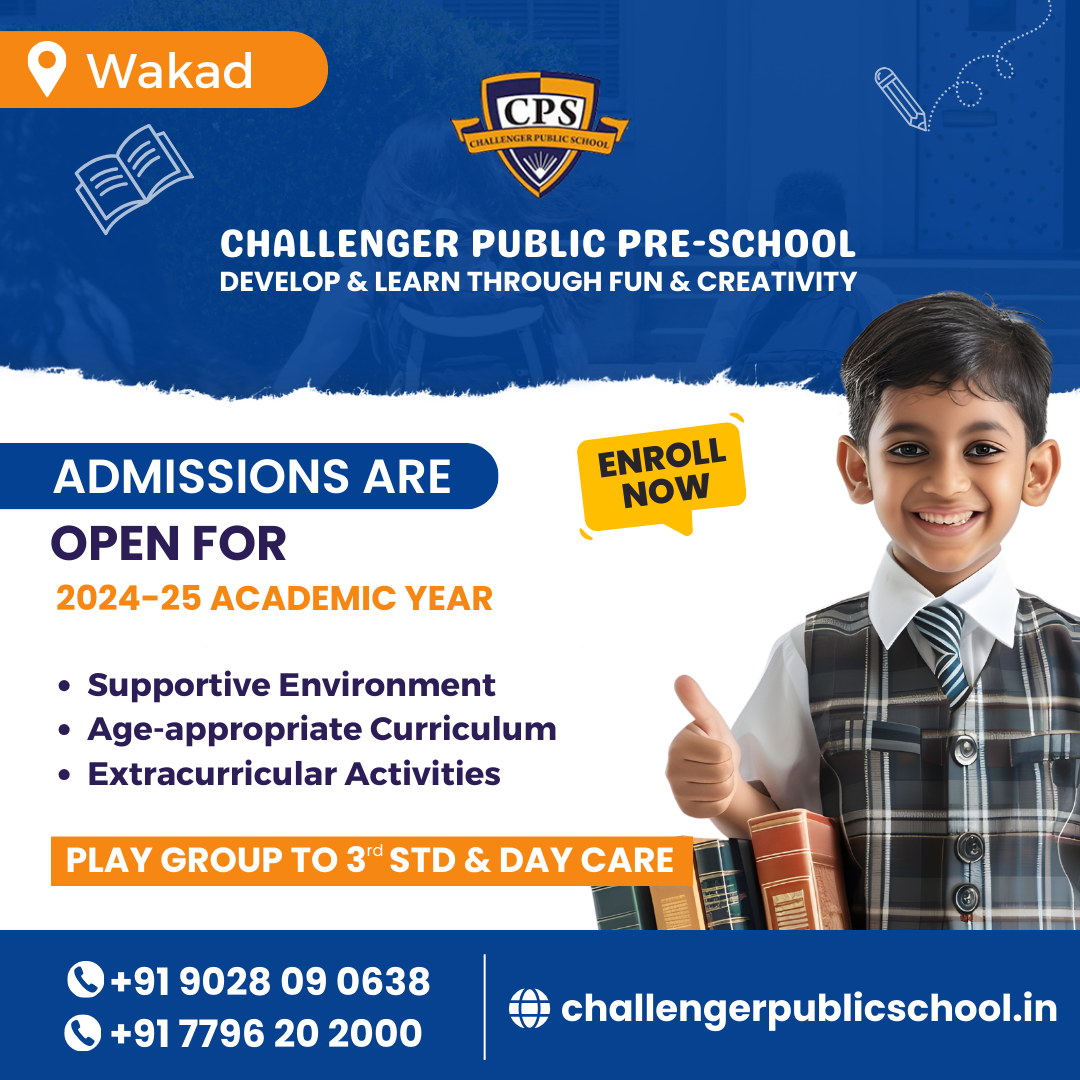 Wakad
CPS
CHALLENGER PUBLIC SCHOOL
CHALLENGER PUBLIC PRE-SCHOOL
DEVELOP & LEARN THROUGH FUN & CREATIVITY
ENROLL
NOW
ADMISSIONS ARE
OPEN FOR
2024-25 ACADEMIC YEAR
• Supportive Environment
• Age-appropriate Curriculum
• Extracurricular Activities
PLAY GROUP TO 3rd STD & DAY CARE
+91 9028 09 0638
+91 7796 20 2000
challengerpublicschool.in